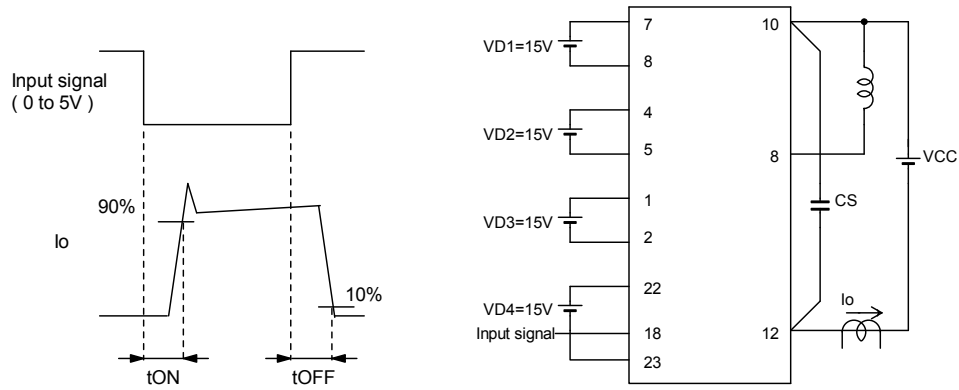 Input signal
( 0 to 5V )
90%
Io
10%
tON
tOFF
VD1=15V
7
8
VD2=15V
4
5
VD3=15V
1
2
VD4=15V
22
Input signal
18
23
10
8
12
VCC
CS
Io